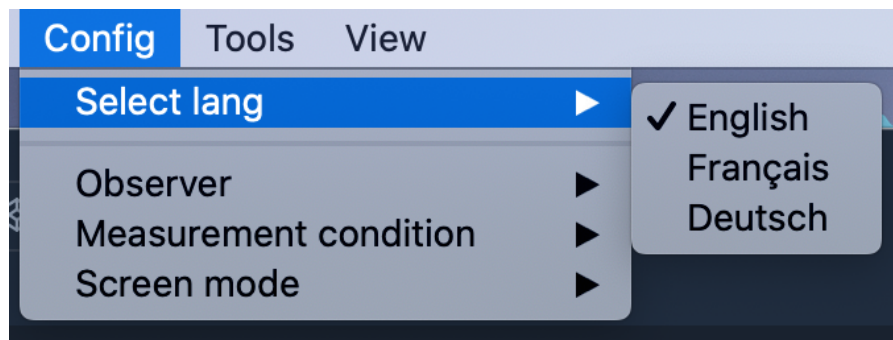 Config Tools View
Select lang
English
Français
Deutsch
Observer
Measurement condition
Screen mode